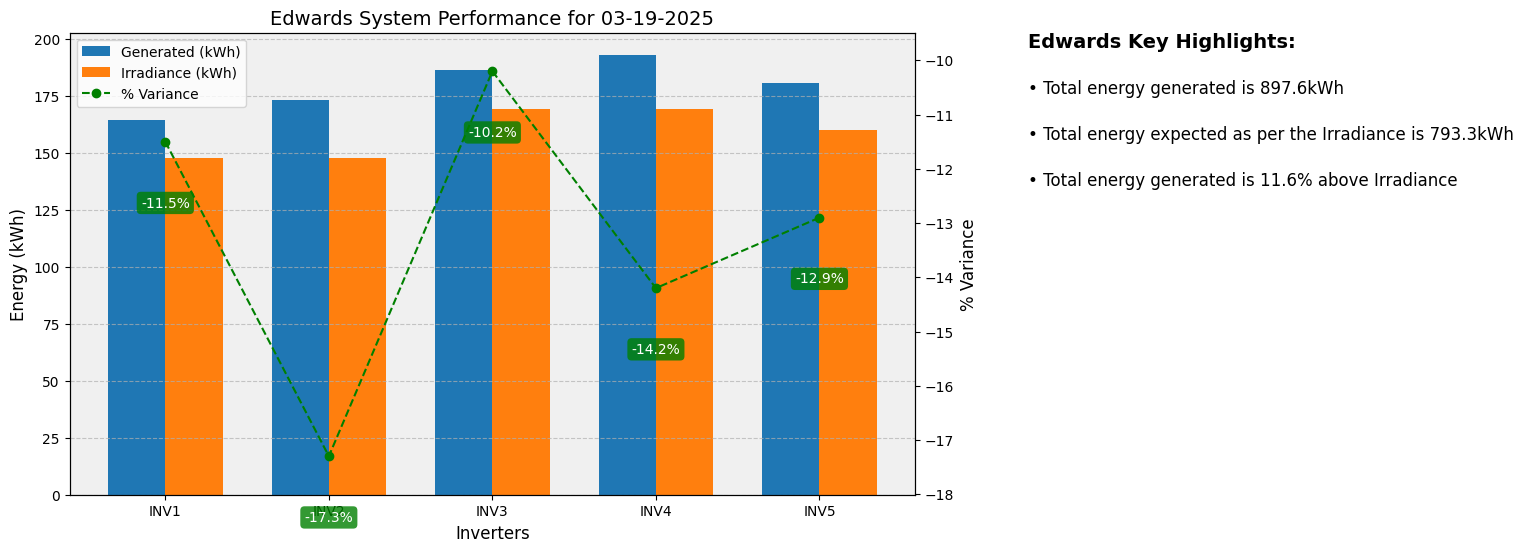 Edwards System Performance for 03-19-2025
Generated (kWh)
Irradiance (kWh)
% Variance
200
175
150
125
100
75
50
25
0
Energy (kWh)
-11.5%
-17.3%
-10.2%
-14.2%
-12.9%
−10
−11
−12
−13
−14
−15
−16
−17
−18
% Variance
INV1
INV2
INV3
INV4
INV5
Inverters
Edwards Key Highlights:
• Total energy generated is 897.6kWh
• Total energy expected as per the Irradiance is 793.3kWh
• Total energy generated is 11.6% above Irradiance